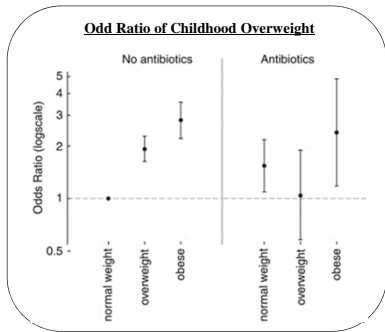 Odd Ratio of Childhood Overweight
No antibiotics
Antibiotics
Odds Ratio (logscale)
5
4
3
2
1
0.5
normal weight
overweight
obese
normal weight
overweight
obese